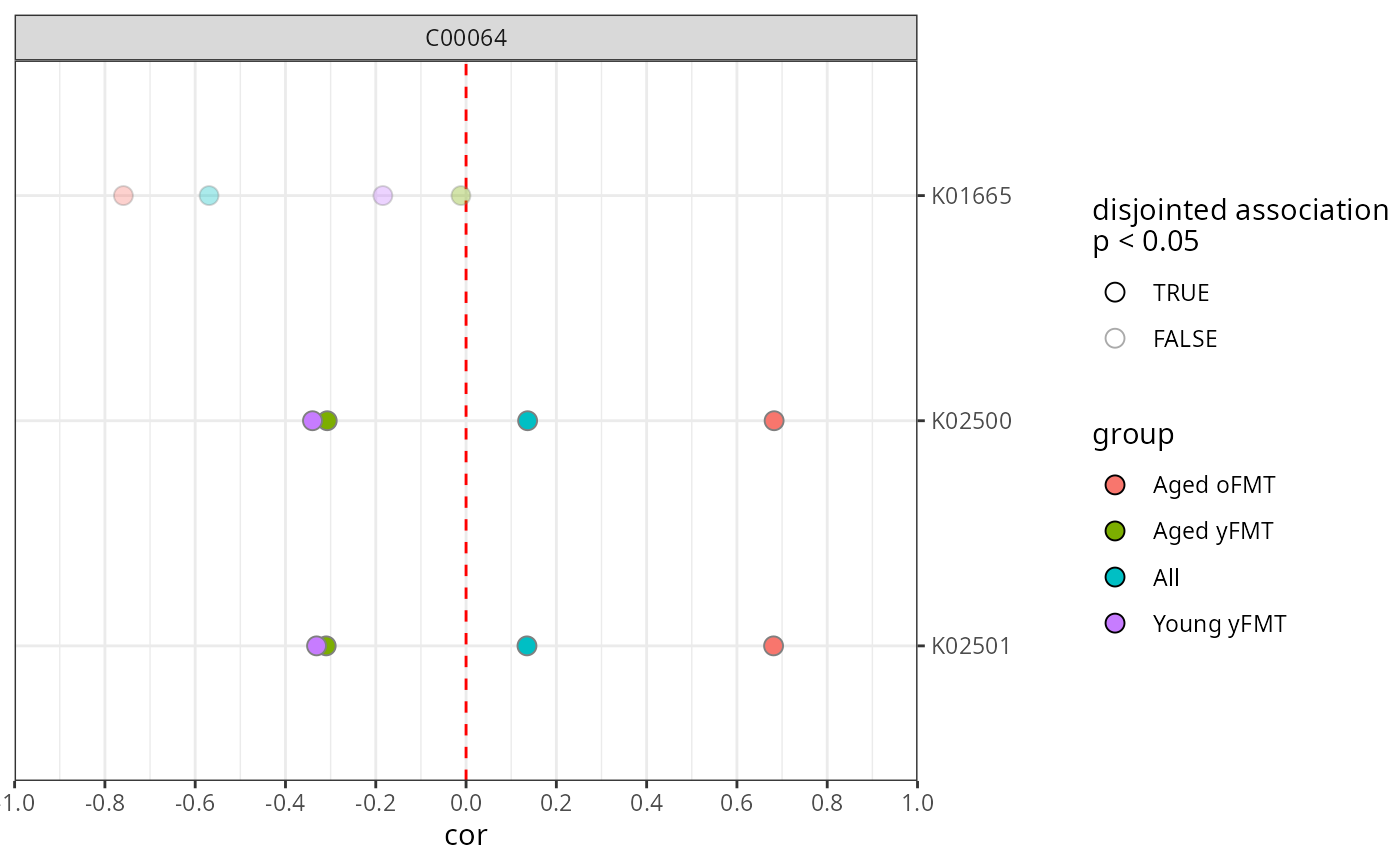 C00064
K01665
K02500
K02501
-1.0 -0.8 -0.6 -0.4 -0.2 0.0 0.2 0.4 0.6 0.8 1.0
cor
disjointed association
p < 0.05
TRUE
FALSE
group
Aged oFMT
Aged yFMT
All
Young yFMT